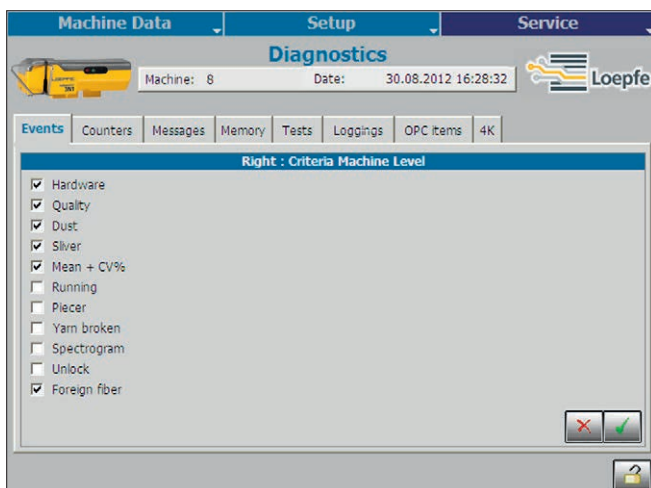 Machine Data Setup Service
Diagnostics
Machine: 8 Date: 30.08.2012 16:28:32
Loepfe
Events Counters Messages Memory Tests Loggings OPC items 4K
Right : Criteria Machine Level
Hardware
Quality
Dust
Sliver
Mean + CV%
Running
Piecer
Yarn broken
Spectrogram
Unlock
Foreign fiber